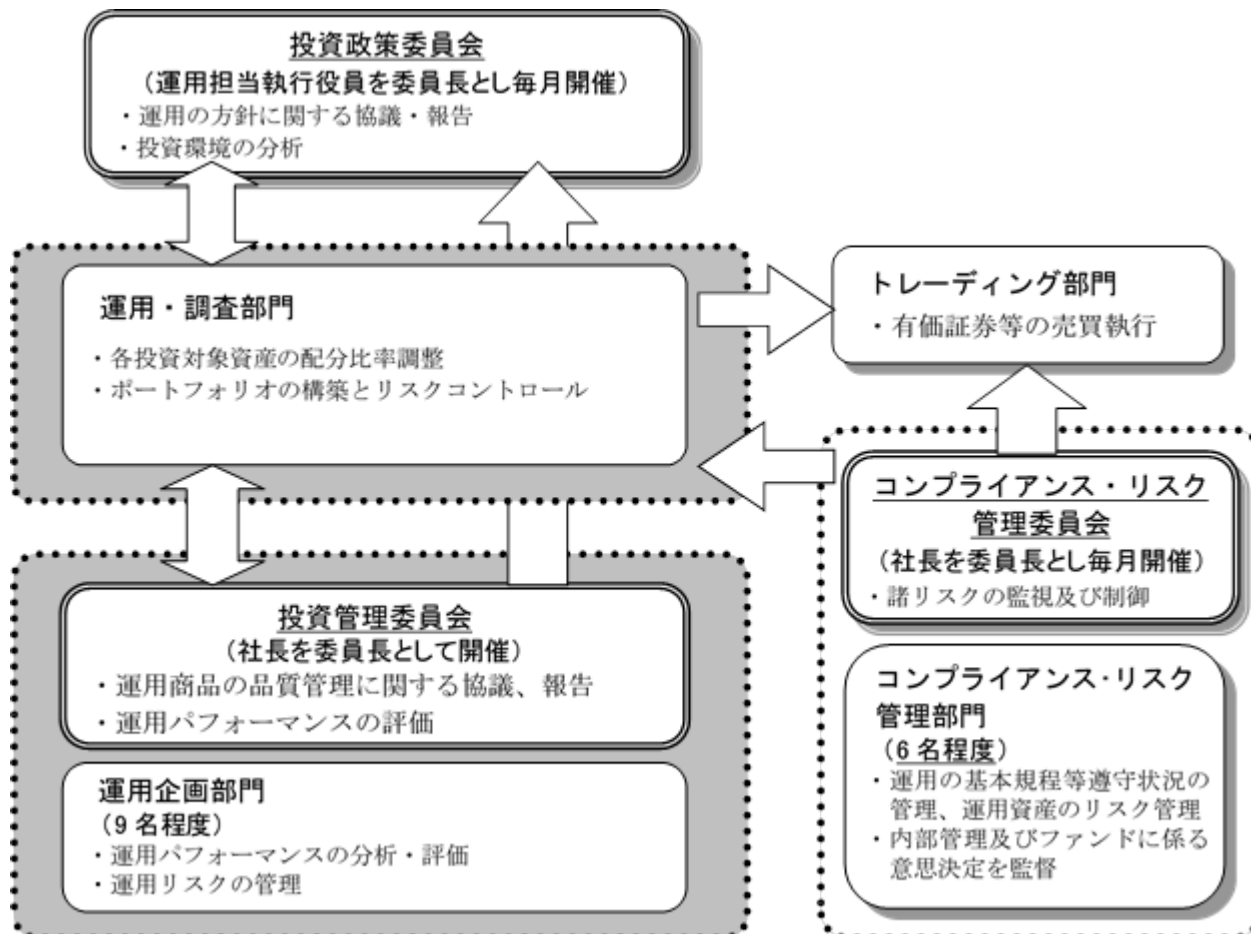 投資政策委員会
（運用担当執行役員を委員長とし毎月開催）
・運用の方針に関する協議・報告
・投資環境の分析
運用・調査部門
・各投資対象資産の配分比率調整
・ポートフォリオの構築とリスクコントロール
トレーディング部門
・有価証券等の売買執行
コンプライアンス・リスク
管理委員会
（社長を委員長とし毎月開催）
・諸リスクの監視及び制御
投資管理委員会
（社長を委員長として開催）
・運用商品の品質管理に関する協議、報告
・運用パフォーマンスの評価
運用企画部門
（9 名程度）
・運用パフォーマンスの分析・評価
・運用リスクの管理
コンプライアンス･リスク
管理部門
（6 名程度）
・運用の基本規程等遵守状況の
管理、運用資産のリスク管理
・内部管理及びファンドに係る
意思決定を監督